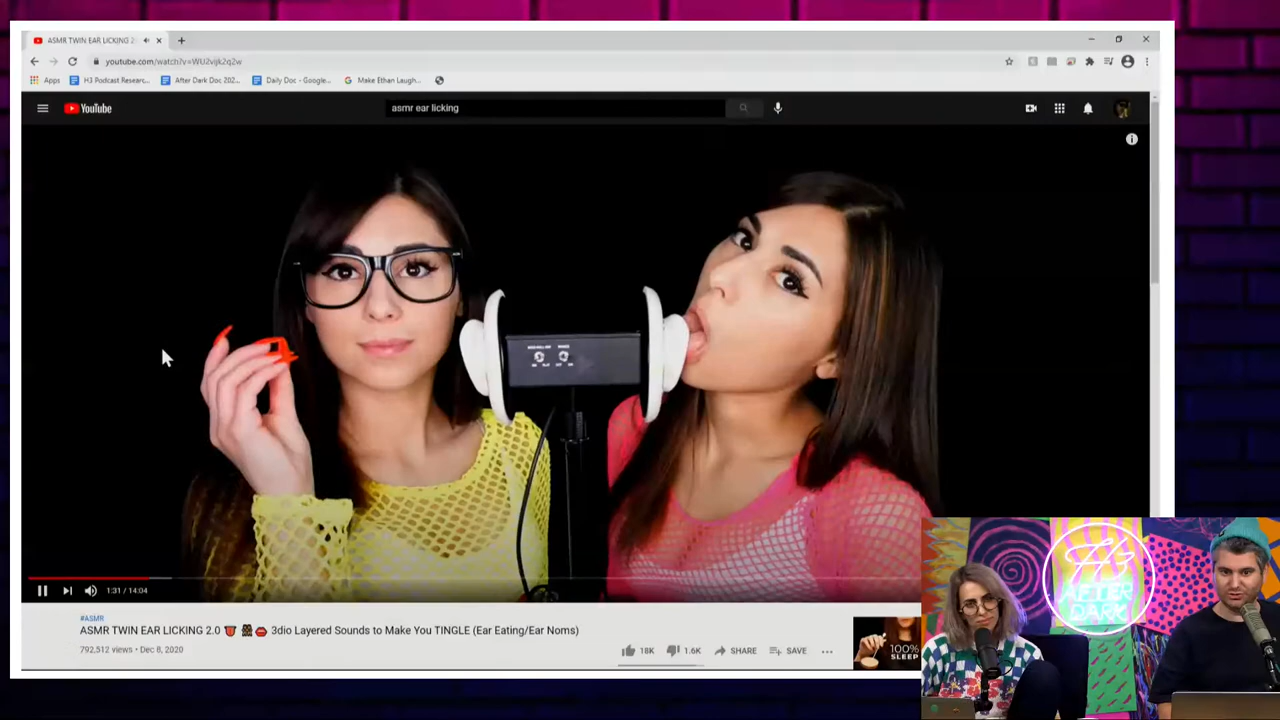 ASMR TWIN EAR LICKING 2
youtube.com/watch?v=WU2vijk2q2w
Apps H3 Podcast Researc... After Dark Doc 202... Daily Doc - Google... Make Ethan Laugh...
YouTube asmr ear licking
1:31 / 14:04
#ASMR
ASMR TWIN EAR LICKING 2.0 3dio Layered Sounds to Make You TINGLE (Ear Eating/Ear Noms)
792,512 views • Dec 8, 2020 18K 1.6K SHARE SAVE
100%
SLEEP
H3
AFTER
DARK